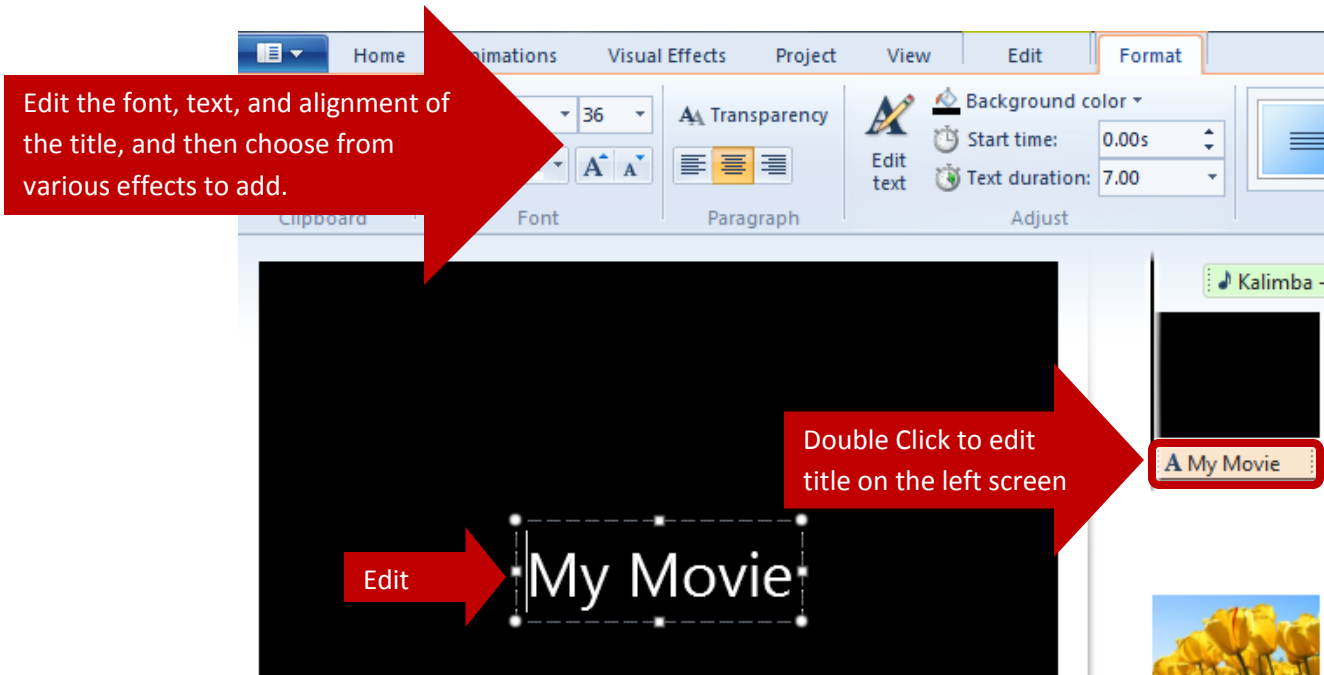 Home
nimations
Visual Effects
Project
View
Edit
Format
Edit the font, text, and alignment of
the title, and then choose from
various effects to add.
36
A A
AA Transparency
Edit
text
Background color
Start time: 0.00s
Text duration: 7.00
Clipboard
Font
Paragraph
Adjust
Kalimba -
Double Click to edit
title on the left screen
A My Movie
Edit
My Movie